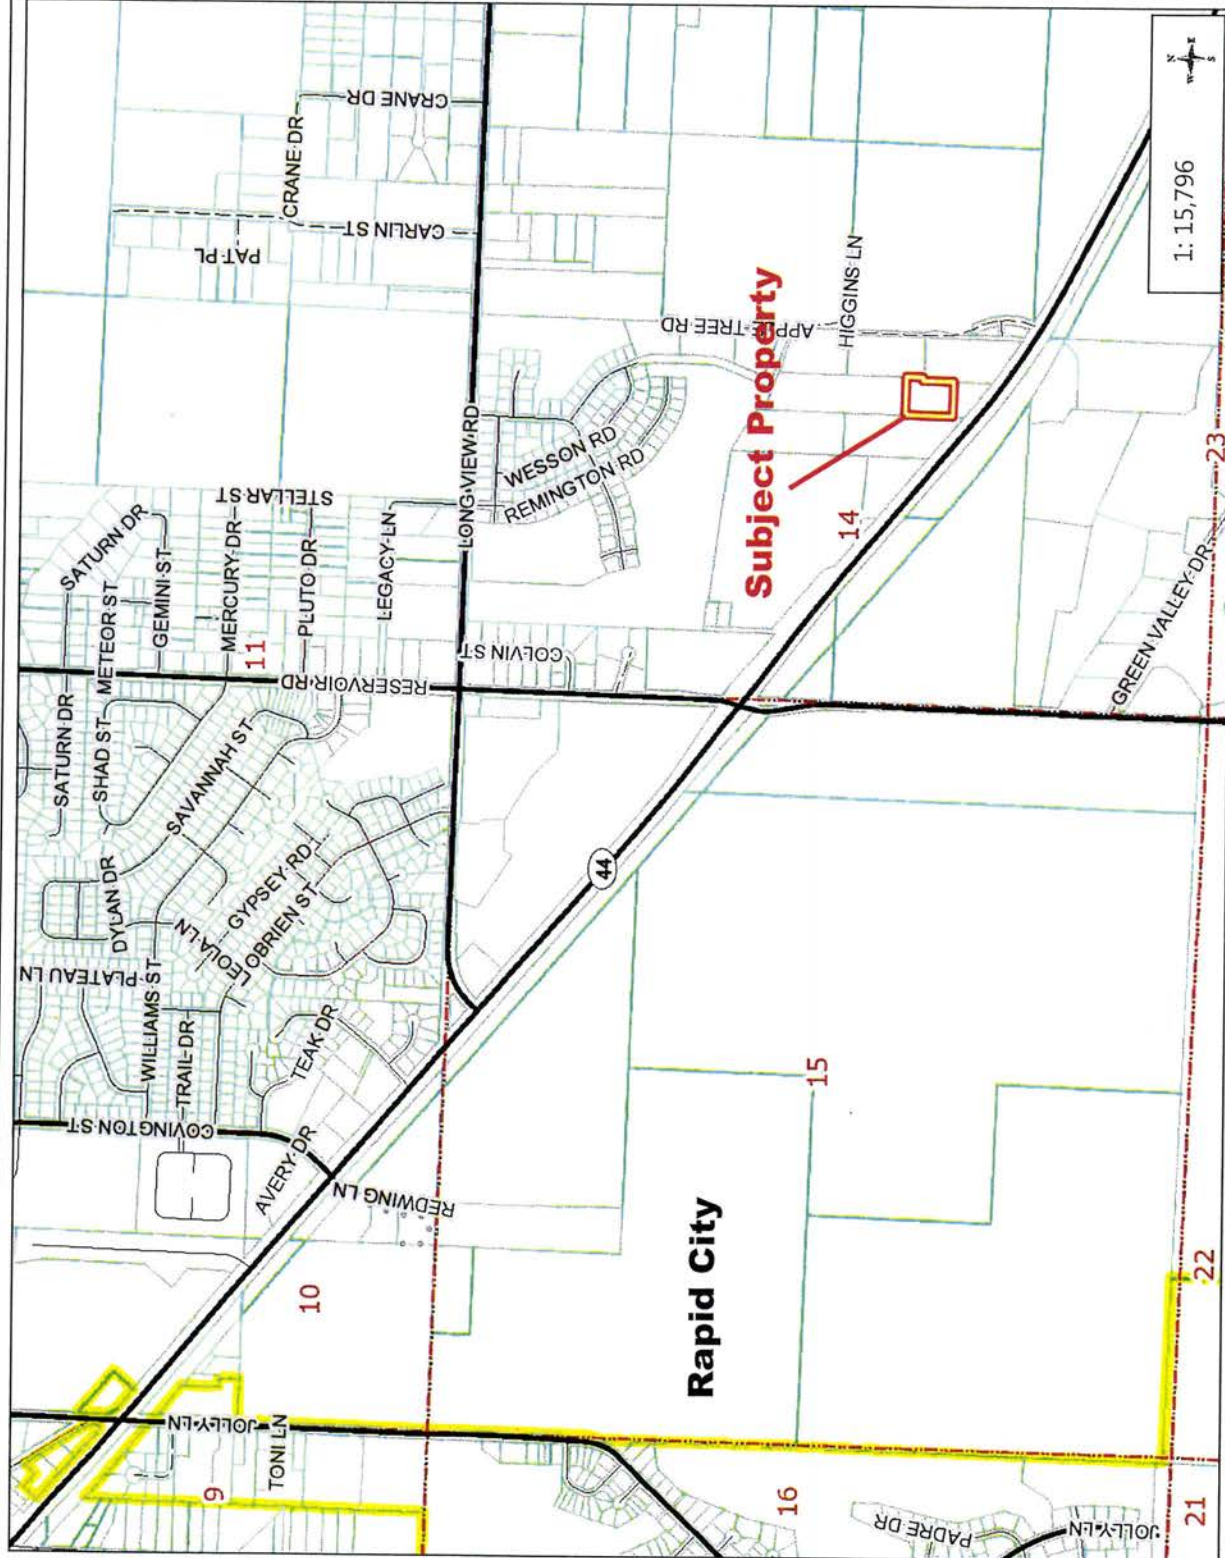 SATURN DR
SHAD ST
METEOR ST
SATURN DR
GEMINI ST
MERCURY DR
STELLAR ST
11
PLUTO DR
LEGACY LN
RESERVOIR RD
SAVANNAH ST
DYLAN DR
PLATEAU LN
EOLA LN
GYPSEY RD
LEOBRIEN ST
WILLIAMS ST
TRAIL DR
TEAK DR
COVINGTON ST
AVERY DR
REDWING LN
10
JOLLY LN
9
TONI LN
PAT PL
CRANE DR
CRANE DR
CARLIN ST
LONG VIEW RD
COLVIN ST
WESSON RD
REMINGTON RD
APPLE TREE RD
HIGGINS LN
Subject Property
14
44
15
Rapid City
16
PADRE DR
JOLLY LN
21
22
23
GREEN VALLEY DR
1: 15,796
N
W
E
S